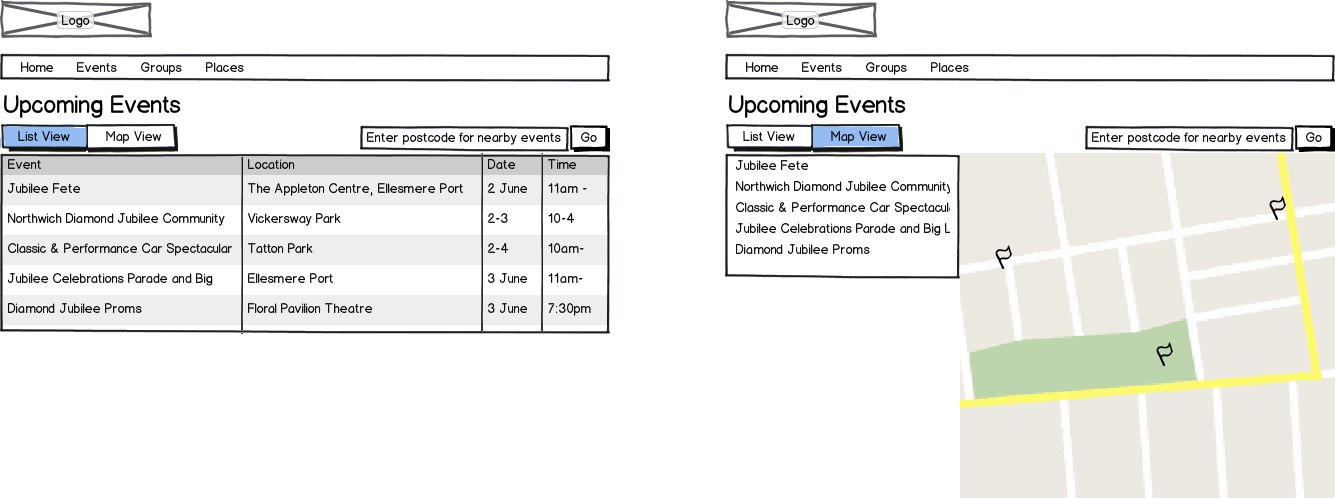 Logo
Home Events Groups Places
Upcoming Events
List View Map View Enter postcode for nearby events Go
Event Location Date Time
Jubilee Fete The Appleton Centre, Ellesmere Port 2 June 11am -
Northwich Diamond Jubilee Community Vickersway Park 2-3 10-4
Classic & Performance Car Spectacular Tatton Park 2-4 10am-
Jubilee Celebrations Parade and Big Ellesmere Port 3 June 11am-
Diamond Jubilee Proms Floral Pavilion Theatre 3 June 7:30pm
Logo
Home Events Groups Places
Upcoming Events
List View Map View Enter postcode for nearby events Go
Jubilee Fete
Northwich Diamond Jubilee Community
Classic & Performance Car Spectacul
Jubilee Celebrations Parade and Big L
Diamond Jubilee Proms